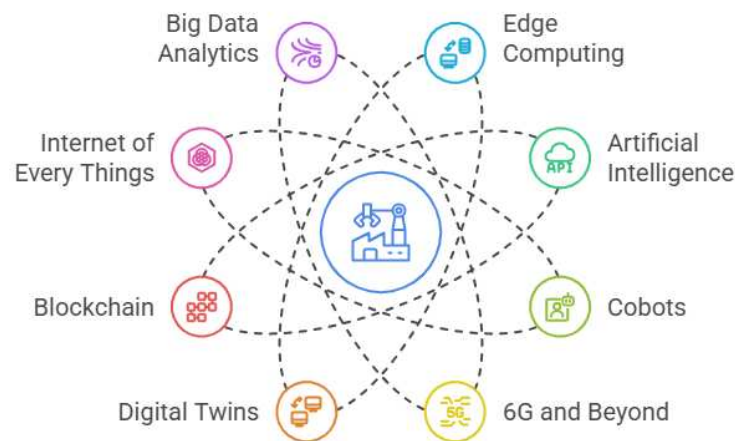 Big Data
Analytics
Edge
Computing
Internet of
Every Things
Artificial
Intelligence
API
Blockchain
Cobots
Digital Twins
5G
6G and Beyond